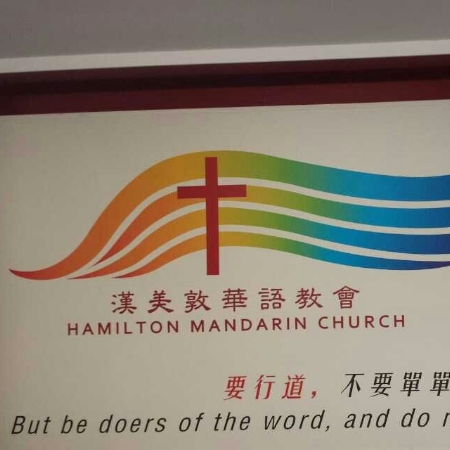 漢美敦華語教會
HAMILTON MANDARIN CHURCH
要行道，不要單單
But be doers of the word, and do